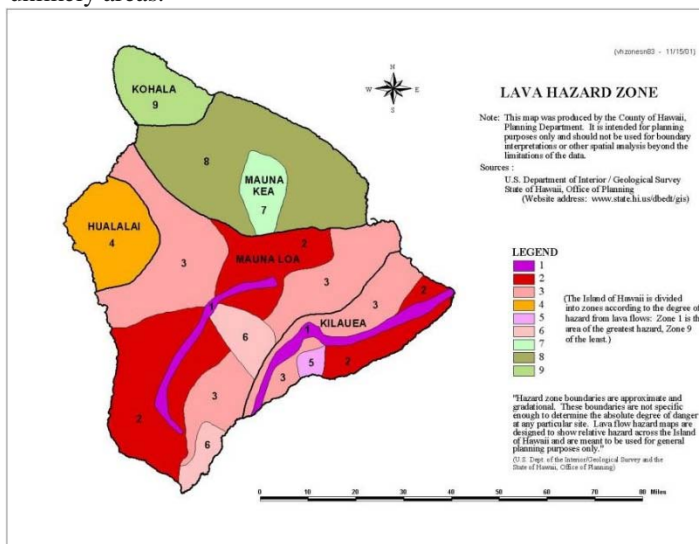 unlikely areas.
(vhzonesn83 - 11/15/01)
N
W E
S
LAVA HAZARD ZONE
Note: This map was produced by the County of Hawaii,
Planning Department. It is intended for planning
purposes only and should not be used for boundary
interpretations or other spatial analysis beyond the
limitations of the data.
Sources :
U.S. Department of Interior / Geological Survey
State of Hawaii, Office of Planning
(Website address: www.state.hi.us/dbedt/gis)
KOHALA
9
8
MAUNA
KEA
7
HUALALAI
4
3
2
MAUNA LOA
3
3
2
1
KILAUEA
1
6
5
2
3
3
2
6
LEGEND
1
2
3
4
5
6
7
8
9
(The Island of Hawaii is divided
into zones according to the degree of
hazard from lava flows: Zone 1 is the
area of the greatest hazard, Zone 9
of the least.)
"Hazard zone boundaries are approximate and
gradational. These boundaries are not specific
enough to determine the absolute degree of danger
at any particular site. Lava flow hazard maps are
designed to show relative hazard across the Island
of Hawaii and are meant to be used for general
planning purposes only."
(U.S. Dept. of the Interior/Geological Survey and the
State of Hawaii, Office of Planning)
0 10 20 30 40 50 60 70 80 Miles